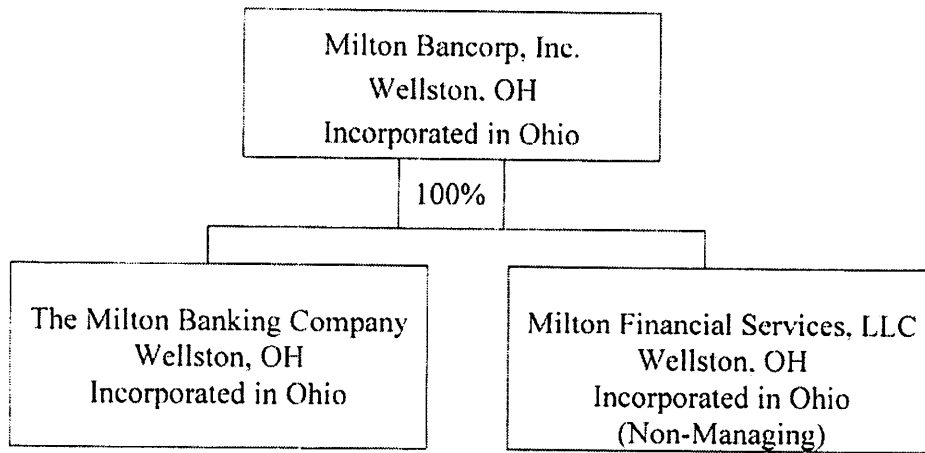 Milton Bancorp, Inc.
Wellston. OH
Incorporated in Ohio
100%
The Milton Banking Company
Wellston, OH
Incorporated in Ohio
Milton Financial Services, LLC
Wellston. OH
Incorporated in Ohio
(Non-Managing)